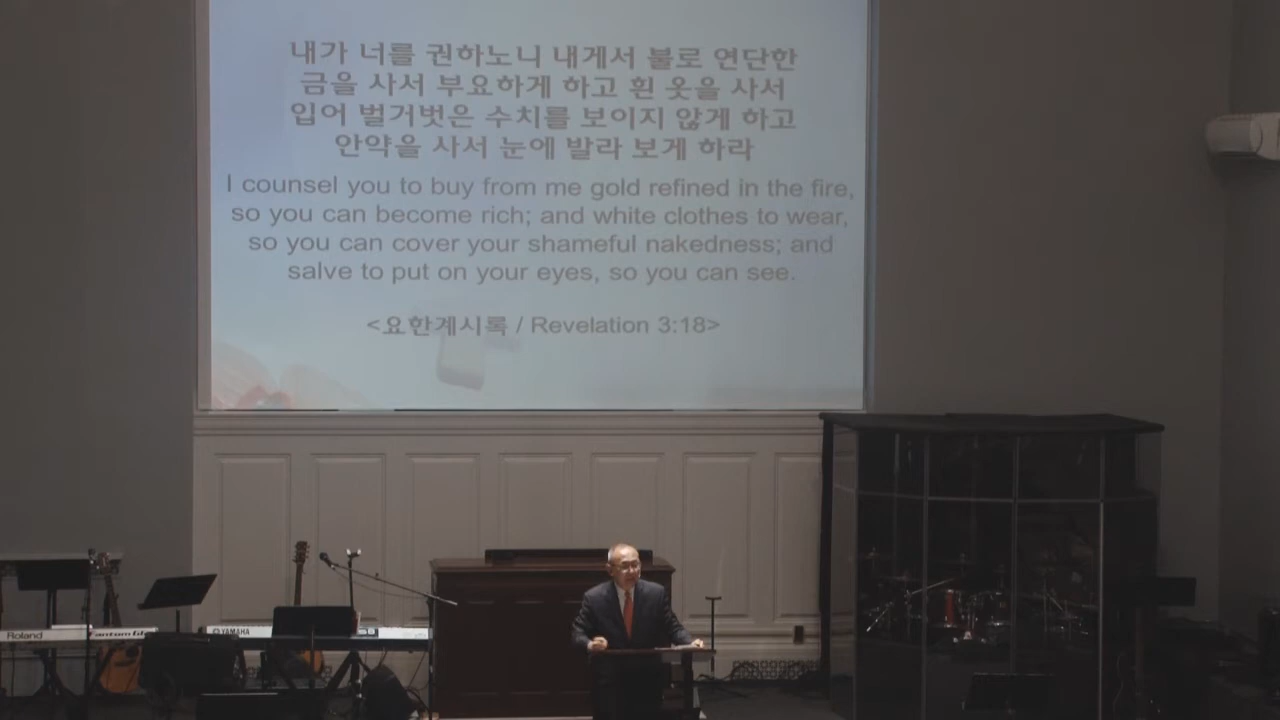 내가 너를 권하노니 내게서 불로 연단한
금을 사서 부요하게 하고 흰 옷을 사서
입어 벌거벗은 수치를 보이지 않게 하고
안약을 사서 눈에 발라 보게 하라
I counsel you to buy from me gold refined in the fire,
so you can become rich; and white clothes to wear,
so you can cover your shameful nakedness; and
salve to put on your eyes, so you can see.
<요한계시록 / Revelation 3:18>
Roland
YAMAHA